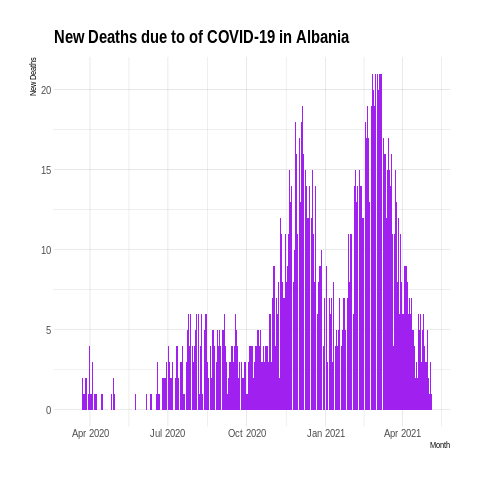 New Deaths due to of COVID-19 in Albania
New Deaths
20
15
10
5
0
Apr 2020 Jul 2020 Oct 2020 Jan 2021 Apr 2021
Month